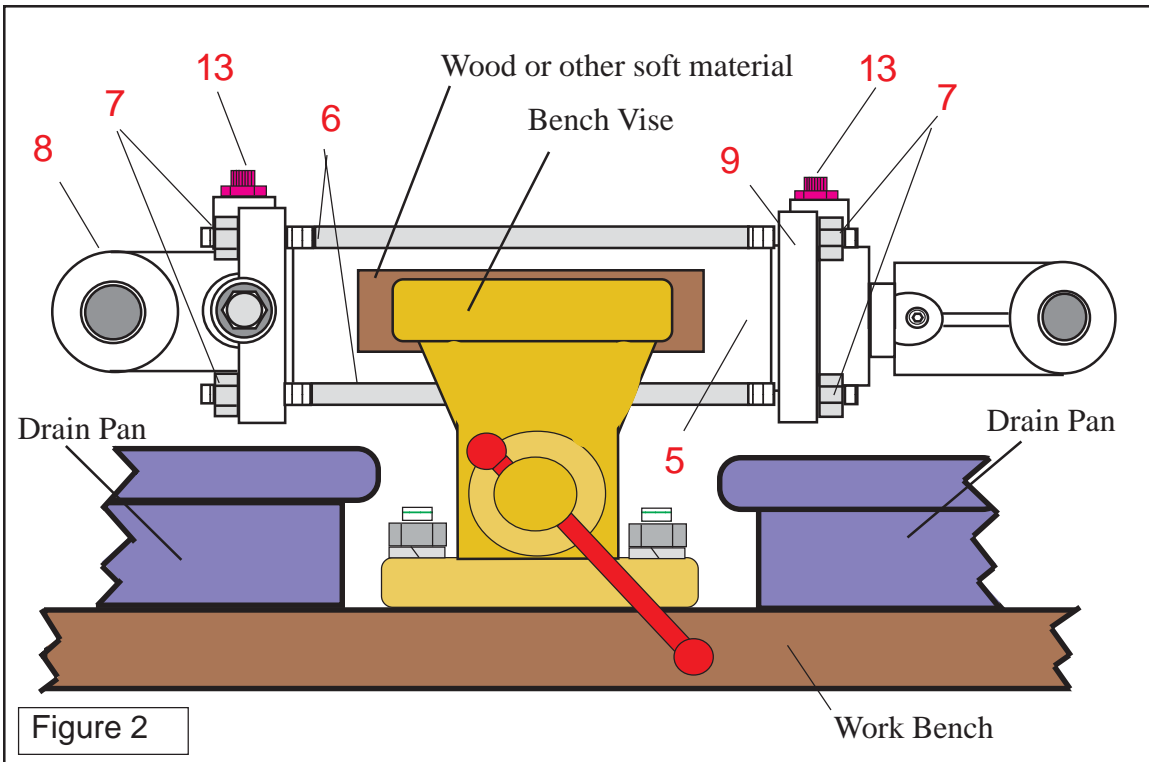 13
Wood or other soft material
13
7
6
Bench Vise
7
8
9
Drain Pan
5
Drain Pan
Work Bench
Figure 2